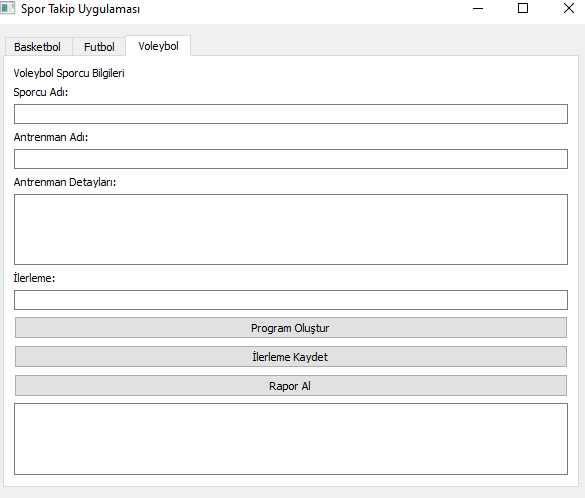 Spor Takip Uygulaması
Basketbol Futbol Voleybol
Voleybol Sporcu Bilgileri
Sporcu Adı:
Antrenman Adı:
Antrenman Detayları:
İlerleme:
Program Oluştur
İlerleme Kaydet
Rapor Al